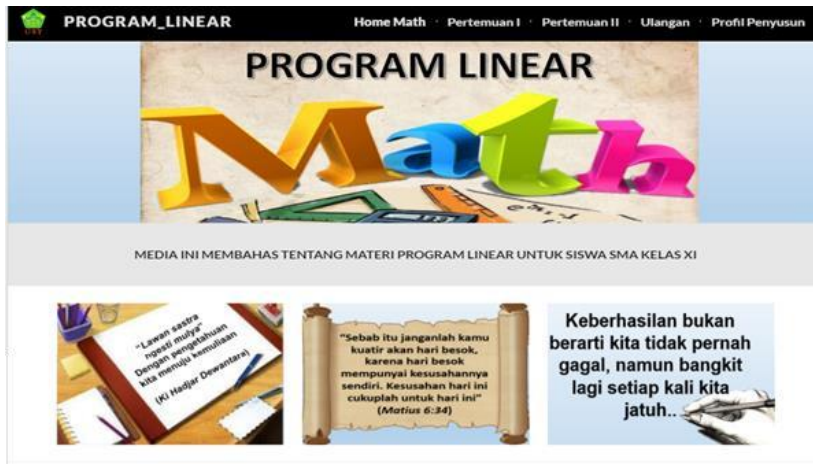 UST
PROGRAM_LINEAR
Home Math · Pertemuan I · Pertemuan II · Ulangan · Profil Penyusun
PROGRAM LINEAR
Math
MEDIA INI MEMBAHAS TENTANG MATERI PROGRAM LINEAR UNTUK SISWA SMA KELAS XI
"Lawan sastra
ngesti mulya"
Dengan pengetahuan
kita menuju kemuliaan
(Ki Hadjar Dewantara)
"Sebab itu janganlah kamu
kuatir akan hari besok,
karena hari besok
mempunyai kesusahannya
sendiri. Kesusahan hari ini
cukuplah untuk hari ini"
(Matius 6:34)
Keberhasilan bukan
berarti kita tidak pernah
gagal, namun bangkit
lagi setiap kali kita
jatuh..